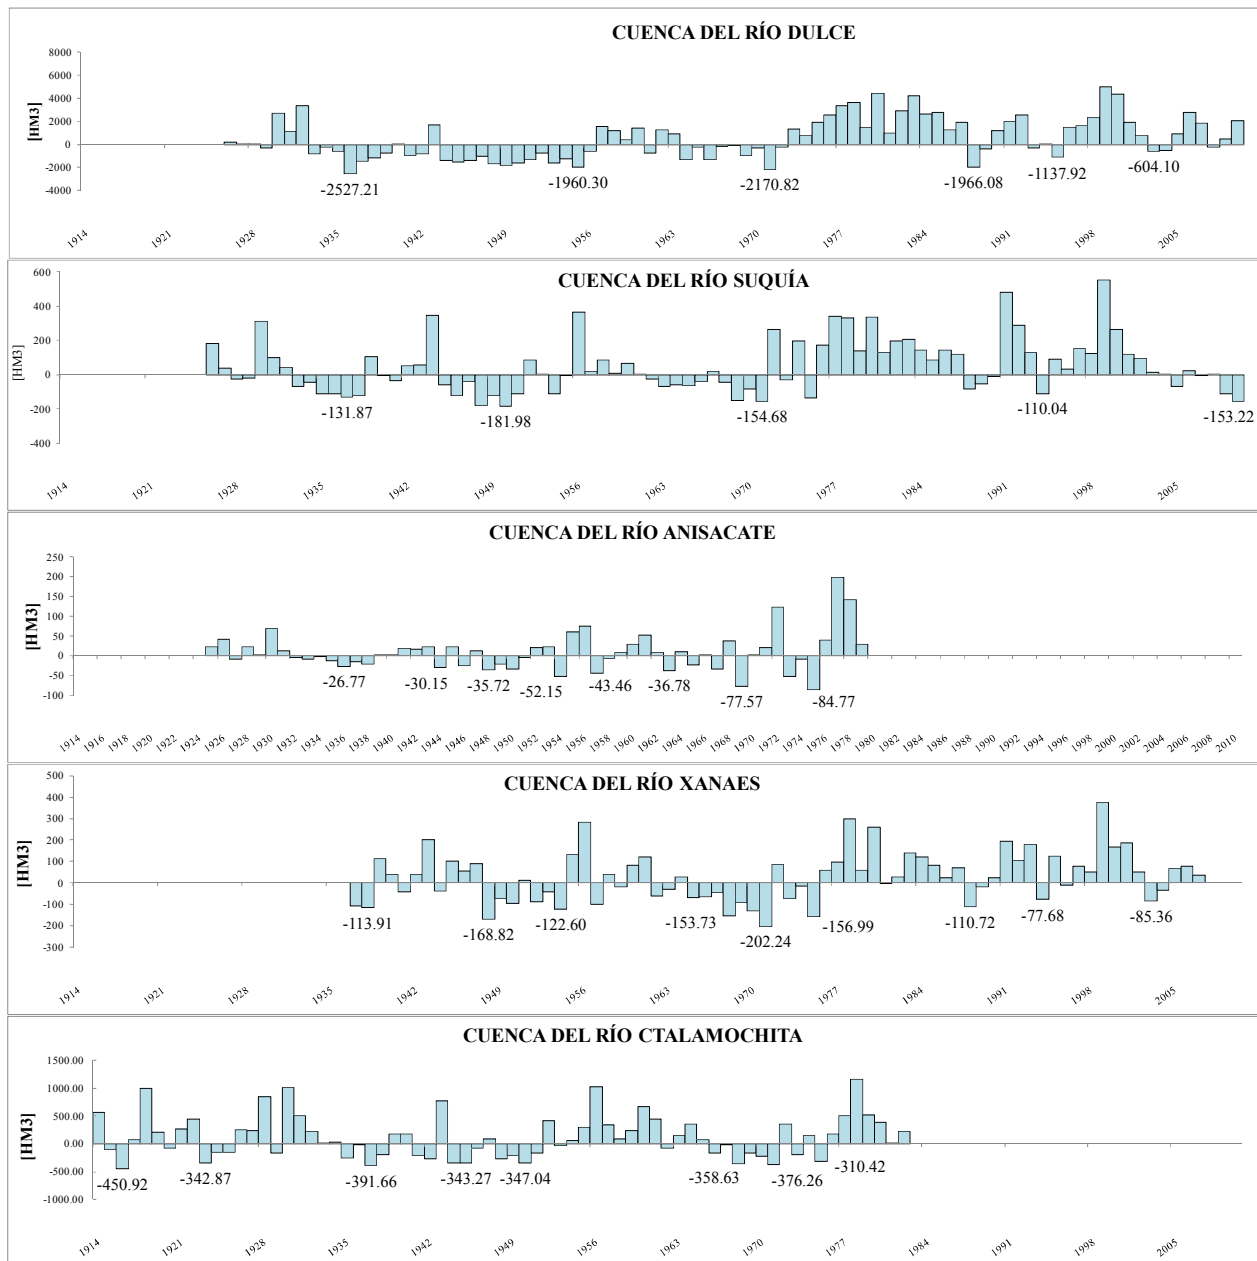 CUENCA DEL RÍO DULCE
[HM3]
8000
6000
4000
2000
0
-2000
-4000
-2527.21 -1960.30 -2170.82 -1966.08 -1137.92 -604.10
1914 1921 1928 1935 1942 1949 1956 1963 1970 1977 1984 1991 1998 2005
CUENCA DEL RÍO SUQUÍA
[HM3]
600
400
200
0
-200
-400
-131.87 -181.98 -154.68 -110.04 -153.22
1914 1921 1928 1935 1942 1949 1956 1963 1970 1977 1984 1991 1998 2005
CUENCA DEL RÍO ANISACATE
[HM3]
250
200
150
100
50
0
-50
-100
-26.77 -30.15 -35.72 -52.15 -43.46 -36.78 -77.57 -84.77
1914 1916 1918 1920 1922 1924 1926 1928 1930 1932 1934 1936 1938 1940 1942 1944 1946 1948 1950 1952 1954 1956 1958 1960 1962 1964 1966 1968 1970 1972 1974 1976 1978 1980 1982 1984 1986 1988 1990 1992 1994 1996 1998 2000 2002 2004 2006 2008 2010
CUENCA DEL RÍO XANAES
[HM3]
500
400
300
200
100
0
-100
-200
-300
-113.91 -168.82 -122.60 -153.73 -202.24 -156.99 -110.72 -77.68 -85.36
1914 1921 1928 1935 1942 1949 1956 1963 1970 1977 1984 1991 1998 2005
CUENCA DEL RÍO CTALAMOCHITA
[HM3]
1500.00
1000.00
500.00
0.00
-500.00
-1000.00
-450.92 -342.87 -391.66 -343.27 -347.04 -358.63 -376.26 -310.42
1914 1921 1928 1935 1942 1949 1956 1963 1970 1977 1984 1991 1998 2005